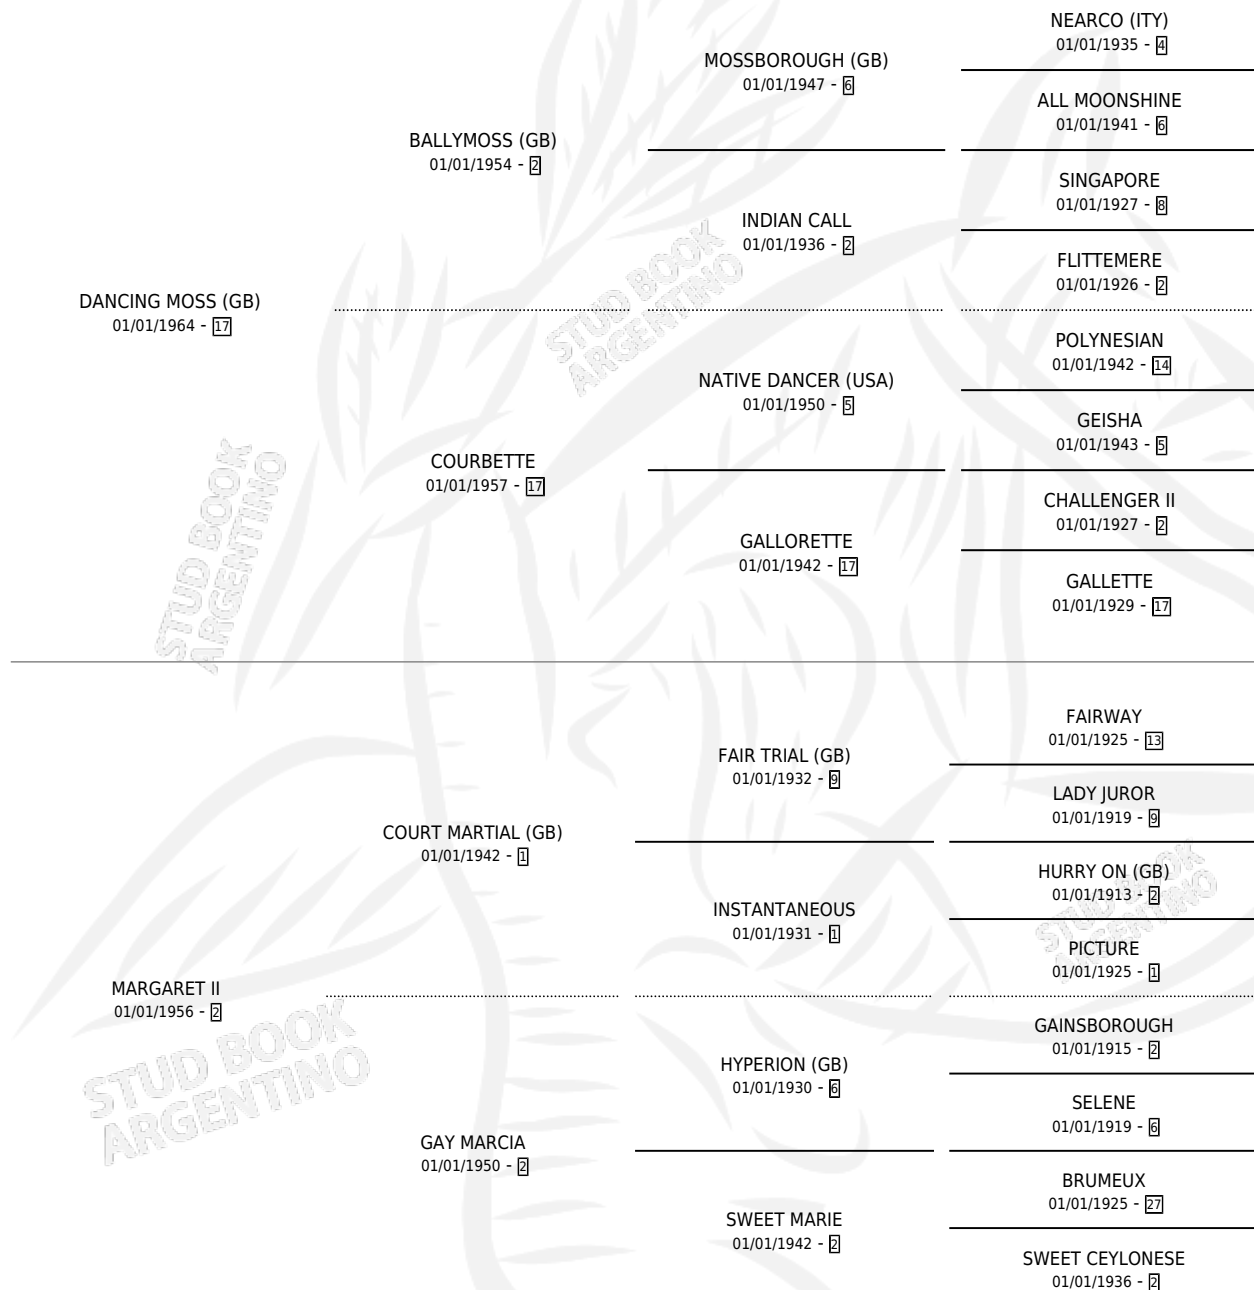 NEARCO (ITY)
01/01/1935 - 4
MOSSBOROUGH (GB)
01/01/1947 - 6
ALL MOONSHINE
01/01/1941 - 6
BALLYMOSS (GB)
01/01/1954 - 2
SINGAPORE
01/01/1927 - 8
INDIAN CALL
01/01/1936 - 2
FLITTEMERE
01/01/1926 - 2
DANCING MOSS (GB)
01/01/1964 - 17
POLYNESIAN
01/01/1942 - 14
NATIVE DANCER (USA)
01/01/1950 - 5
GEISHA
01/01/1943 - 5
COURBETTE
01/01/1957 - 17
CHALLENGER II
01/01/1927 - 2
GALLORETTE
01/01/1942 - 17
GALLETTE
01/01/1929 - 17
FAIRWAY
01/01/1925 - 13
FAIR TRIAL (GB)
01/01/1932 - 9
LADY JUROR
01/01/1919 - 9
COURT MARTIAL (GB)
01/01/1942 - 1
HURRY ON (GB)
01/01/1913 - 2
INSTANTANEOUS
01/01/1931 - 1
PICTURE
01/01/1925 - 1
MARGARET II
01/01/1956 - 2
GAINSBOROUGH
01/01/1915 - 2
HYPERION (GB)
01/01/1930 - 6
SELENE
01/01/1919 - 6
GAY MARCIA
01/01/1950 - 2
BRUMEUX
01/01/1925 - 27
SWEET MARIE
01/01/1942 - 2
SWEET CEYLONESE
01/01/1936 - 2
STUD BOOK
ARGENTINO
STUD BOOK
ARGENTINO
STUD BOOK
ARGENTINO
STUD BOOK
ARGENTINO